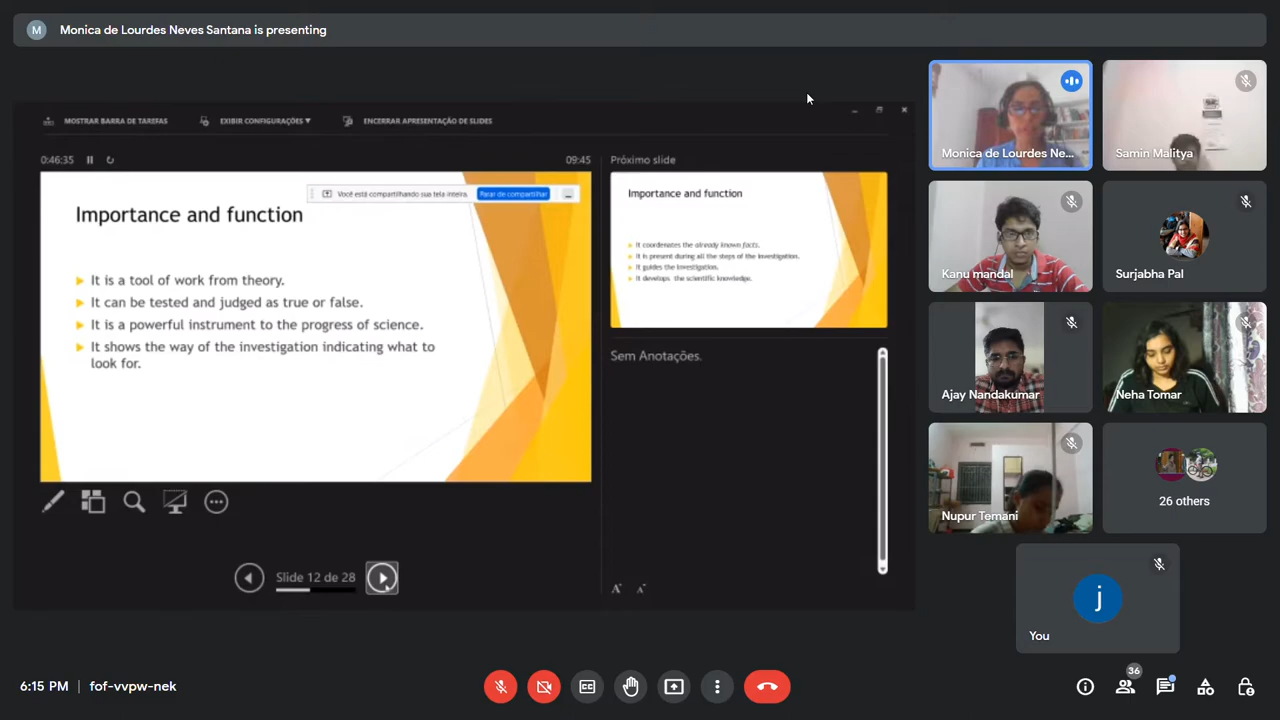 M
Monica de Lourdes Neves Santana is presenting
MOSTRAR BARRA DE TAREFAS
EXIBIR CONFIGURAÇÕES ▼
ENCERRAR APRESENTAÇÃO DE SLIDES
0:46:35
09:45
Você está compartilhando sua tela inteira.
Parar de compartilhar
Importance and function
It is a tool of work from theory.
It can be tested and judged as true or false.
It is a powerful instrument to the progress of science.
It shows the way of the investigation indicating what to
look for.
Slide 12 de 28
Próximo slide
Importance and function
It coordinates the already known facts.
It is present during all the steps of the investigation.
It guides the investigation.
It develops the scientific knowledge.
Sem Anotações.
A
A
Monica de Lourdes Ne...
Samin Malitya
Kanu mandal
Surjabha Pal
Ajay Nandakumar
Neha Tomar
Nupur Temani
26 others
j
You
6:15 PM | fof-vvpw-nek
CC
36